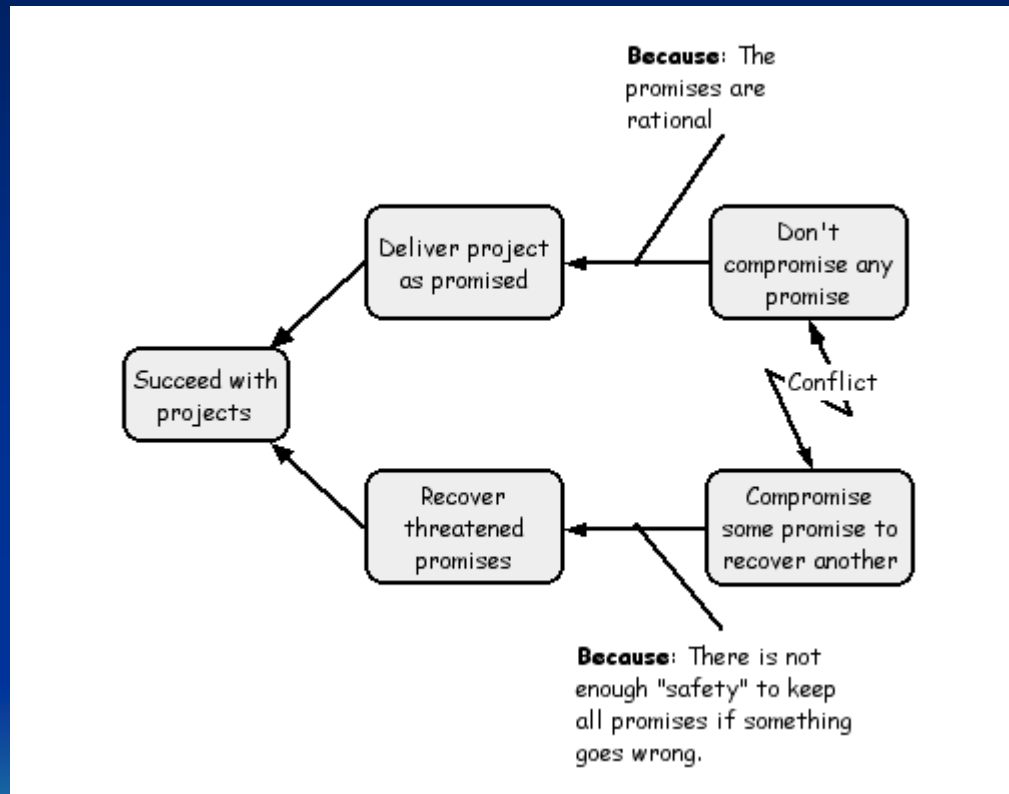 Because: The
promises are
rational
Deliver project
as promised
Don't
compromise any
promise
Succeed with
projects
Conflict
Recover
threatened
promises
Compromise
some promise to
recover another
Because: There is not
enough "safety" to keep
all promises if something
goes wrong.